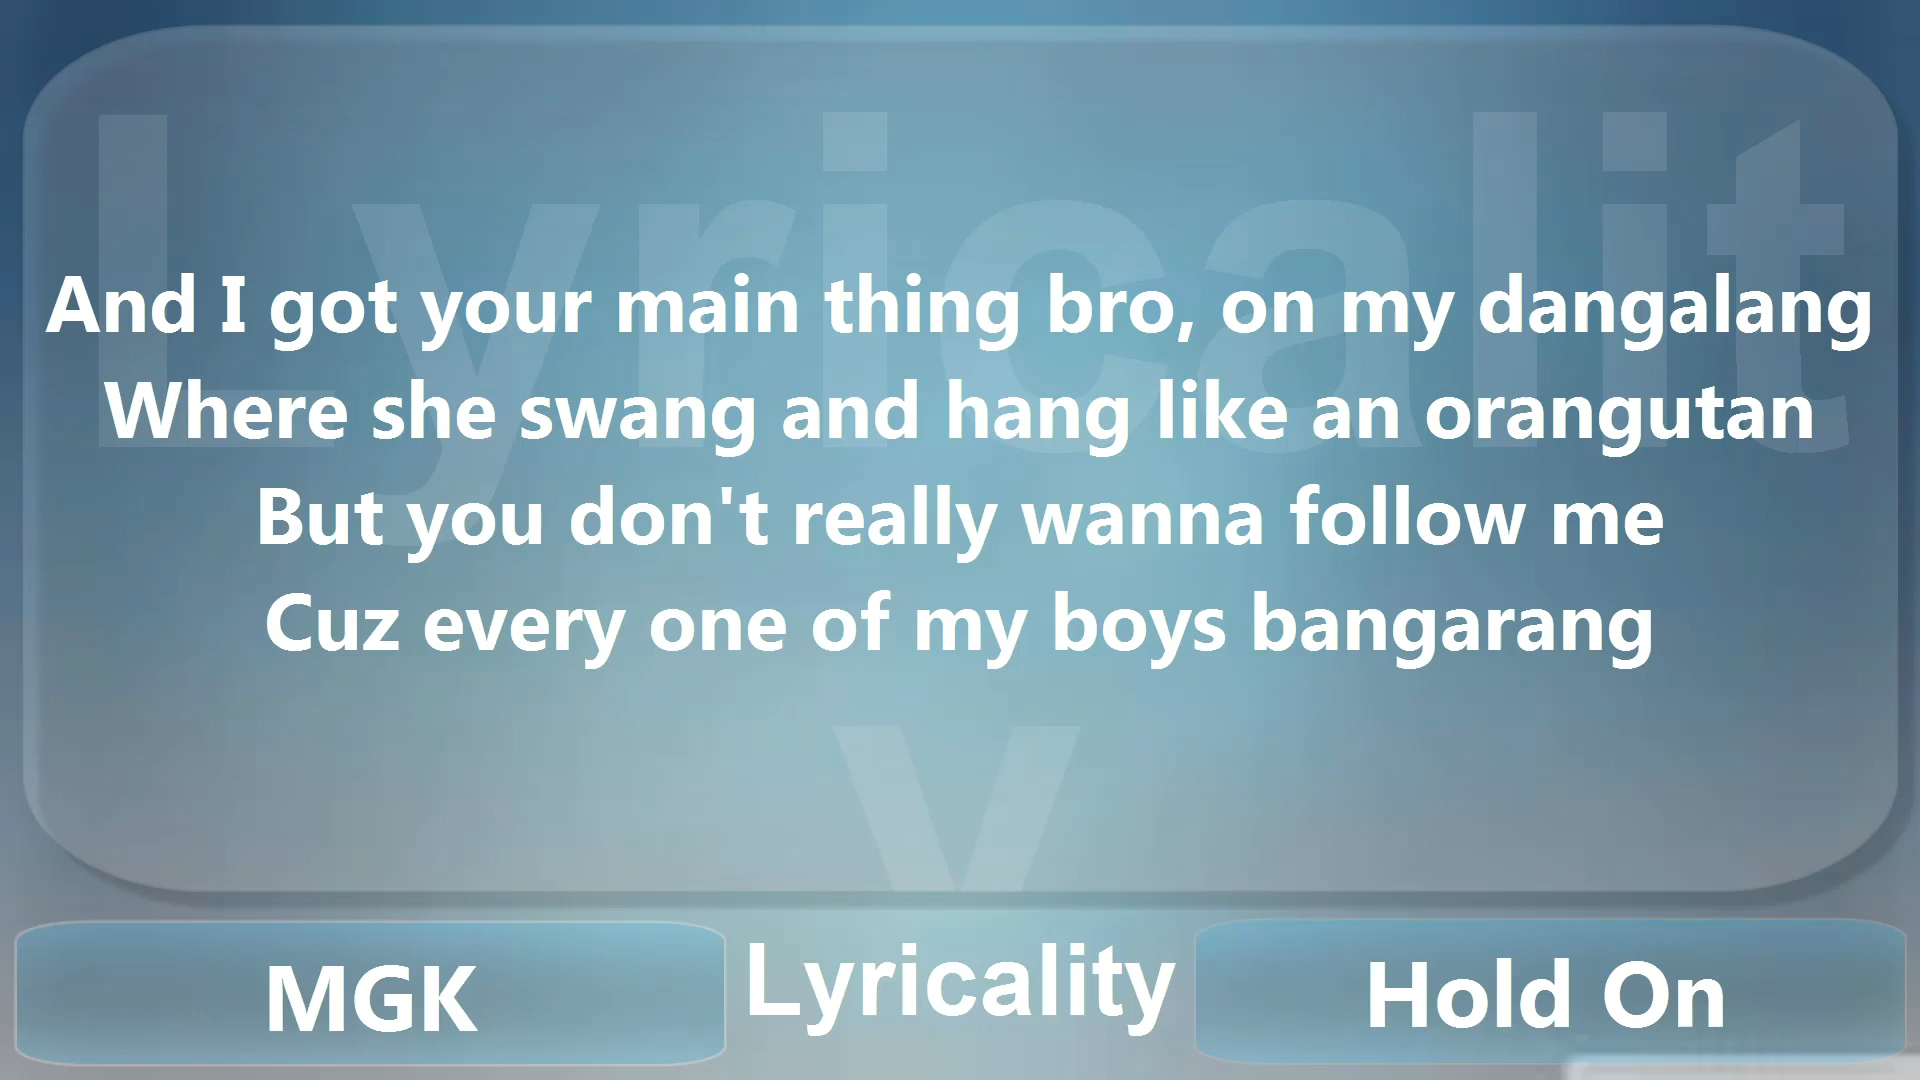 And I got your main thing bro, on my dangalang
Where she swang and hang like an orangutan
But you don't really wanna follow me
Cuz every one of my boys bangarang
Lyricalit
y
MGK
Lyricality
Hold On